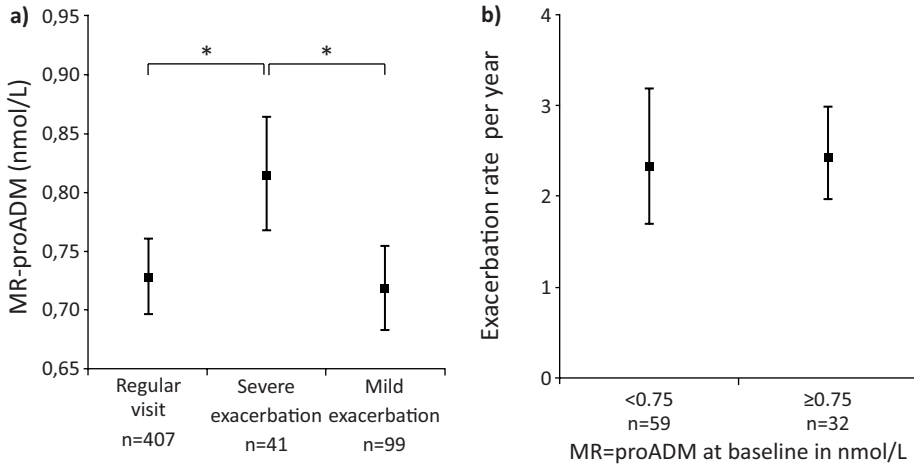 a)
MR-proADM (nmol/L)
0,95
0,90
0,85
0,80
0,75
0,70
0,65
*
*
Regular visit
n=407
Severe exacerbation
n=41
Mild exacerbation
n=99
b)
Exacerbation rate per year
4
3
2
1
0
<0.75
n=59
≥0.75
n=32
MR=proADM at baseline in nmol/L